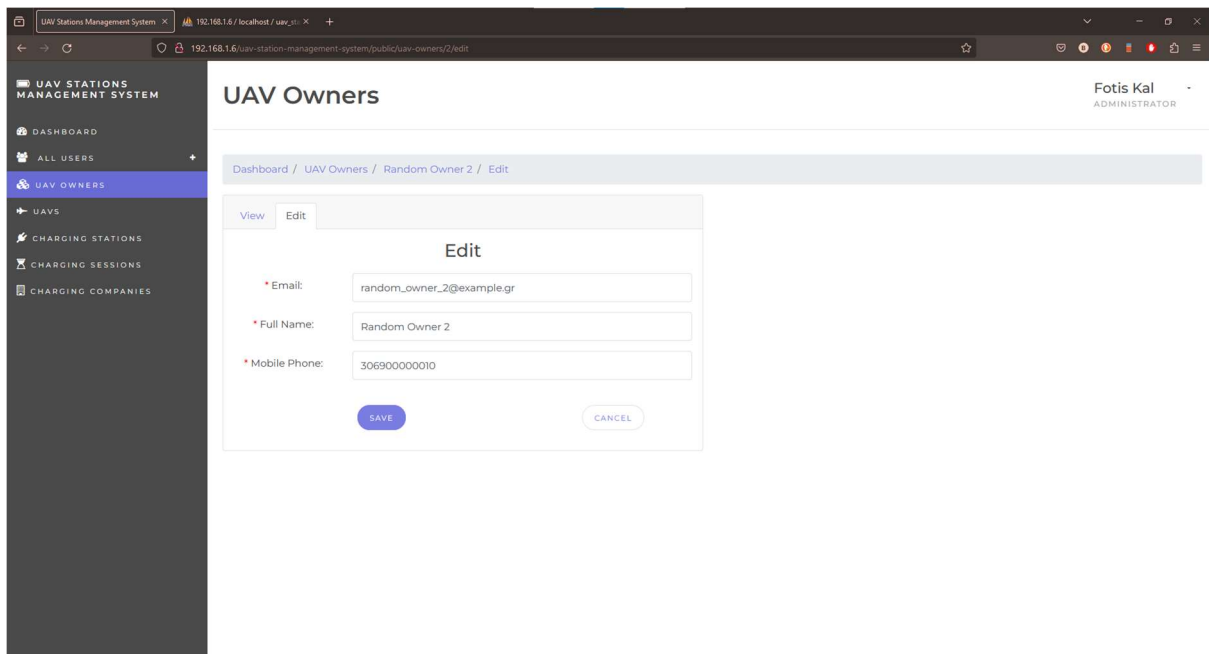 UAV Stations Management System
192.168.1.6 / localhost / uav_sta
192.168.1.6/uav-station-management-system/public/uav-owners/2/edit
UAV STATIONS
MANAGEMENT SYSTEM
DASHBOARD
ALL USERS +
UAV OWNERS
UAVS
CHARGING STATIONS
CHARGING SESSIONS
CHARGING COMPANIES
UAV Owners
Fotis Kal
ADMINISTRATOR
Dashboard / UAV Owners / Random Owner 2 / Edit
View Edit
Edit
* Email: random_owner_2@example.gr
* Full Name: Random Owner 2
* Mobile Phone: 306900000010
SAVE CANCEL